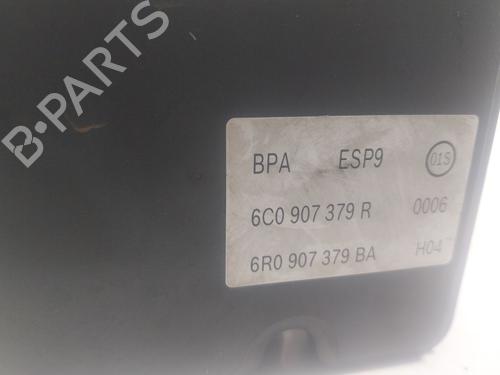 B-PARTS
BPA ESP9 01S
6C0 907 379 R 0006
6R0 907 379 BA H04